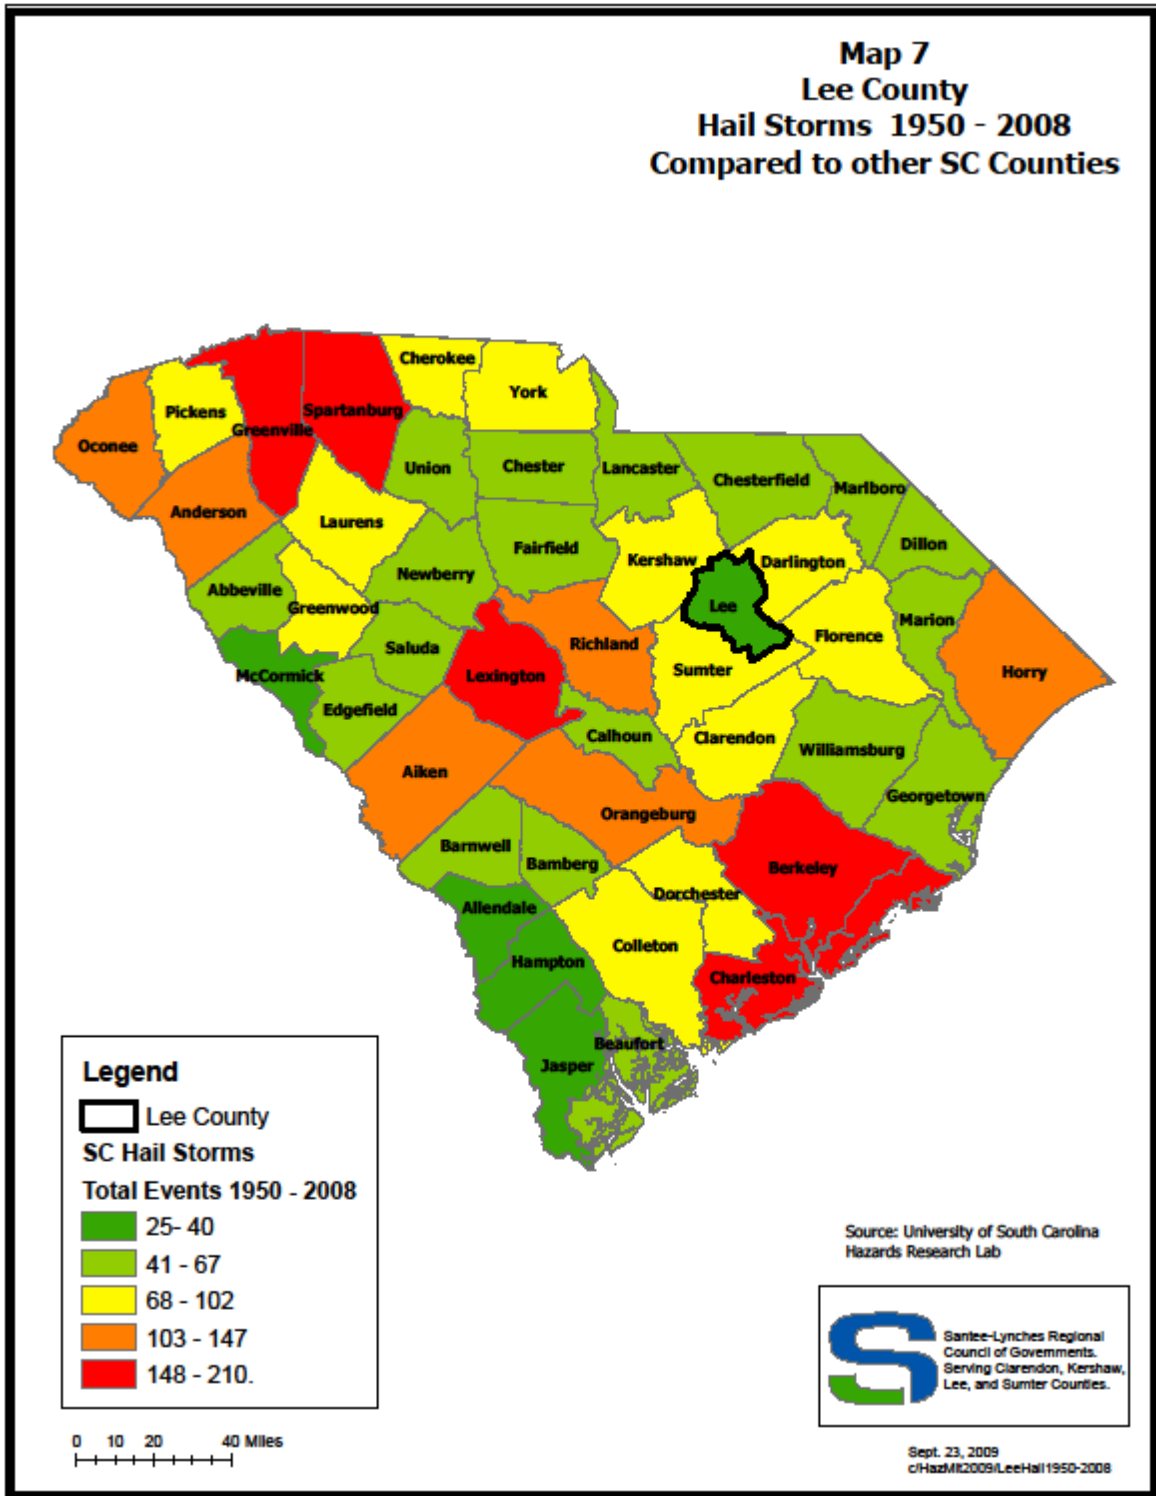 Map 7
Lee County
Hail Storms 1950 - 2008
Compared to other SC Counties
Cherokee
York
Pickens
Spartanburg
Greenville
Oconee
Union
Chester
Lancaster
Chesterfield
Marlboro
Anderson
Laurens
Fairfield
Kershaw
Darlington
Dillon
Abbeville
Newberry
Greenwood
Lee
Marion
Saluda
Richland
Florence
McCormick
Lexington
Sumter
Horry
Edgefield
Calhoun
Clarendon
Williamsburg
Aiken
Georgetown
Orangeburg
Barnwell
Bamberg
Berkeley
Dorchester
Allendale
Colleton
Hampton
Charleston
Beaufort
Jasper
Legend
Lee County
SC Hail Storms
Total Events 1950 - 2008
25- 40
41 - 67
68 - 102
103 - 147
148 - 210.
0 10 20 40 Miles
Source: University of South Carolina
Hazards Research Lab
Santee-Lynches Regional
Council of Governments.
Serving Clarendon, Kershaw,
Lee, and Sumter Counties.
Sept. 23, 2009
c/HazMit2009/LeeHail1950-2008